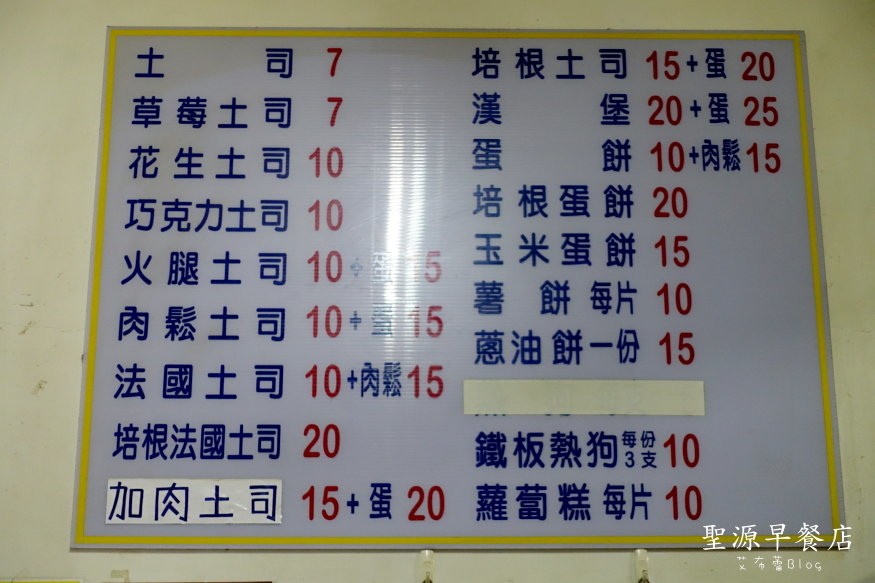 土司 7
草莓土司 7
花生土司 10
巧克力土司 10
火腿土司 10 + 蛋 15
肉鬆土司 10 + 蛋 15
法國土司 10 + 肉鬆 15
培根法國土司 20
加肉土司 15 + 蛋 20
培根土司 15 + 蛋 20
漢堡 20 + 蛋 25
蛋餅 10 + 肉鬆 15
培根蛋餅 20
玉米蛋餅 15
薯餅 每片 10
蔥油餅一份 15
鐵板熱狗 每份3支 10
蘿蔔糕 每片 10
聖源早餐店
艾布蕾Blog